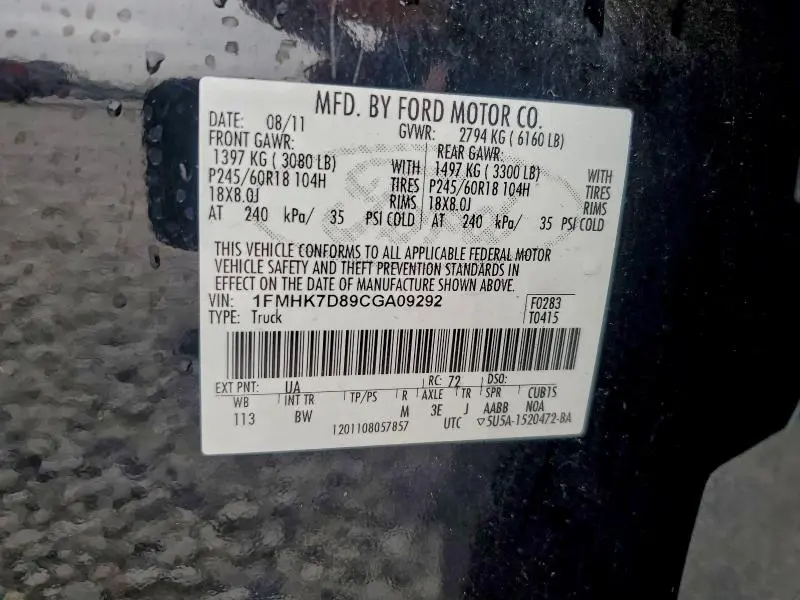 MFD. BY FORD MOTOR CO.
DATE: 08/11 GVWR: 2794 KG ( 6160 LB)
FRONT GAWR: REAR GAWR:
1397 KG ( 3080 LB) WITH 1497 KG ( 3300 LB) WITH
P245/60R18 104H TIRES P245/60R18 104H TIRES
18X8.0J RIMS 18X8.0J RIMS
AT 240 kPa/ 35 PSI COLD AT 240 kPa/ 35 PSI COLD
THIS VEHICLE CONFORMS TO ALL APPLICABLE FEDERAL MOTOR
VEHICLE SAFETY AND THEFT PREVENTION STANDARDS IN
EFFECT ON THE DATE OF MANUFACTURE SHOWN ABOVE.
VIN: 1FMHK7D89CGA09292 F0283
TYPE: Truck T0415
EXT PNT: UA RC: 72 DSO:
WB INT TR TP/PS R AXLE TR SPR CUB1S
113 BW M 3E J AABB NOA
1201108057857 UTC ▽5U5A-1520472-BA